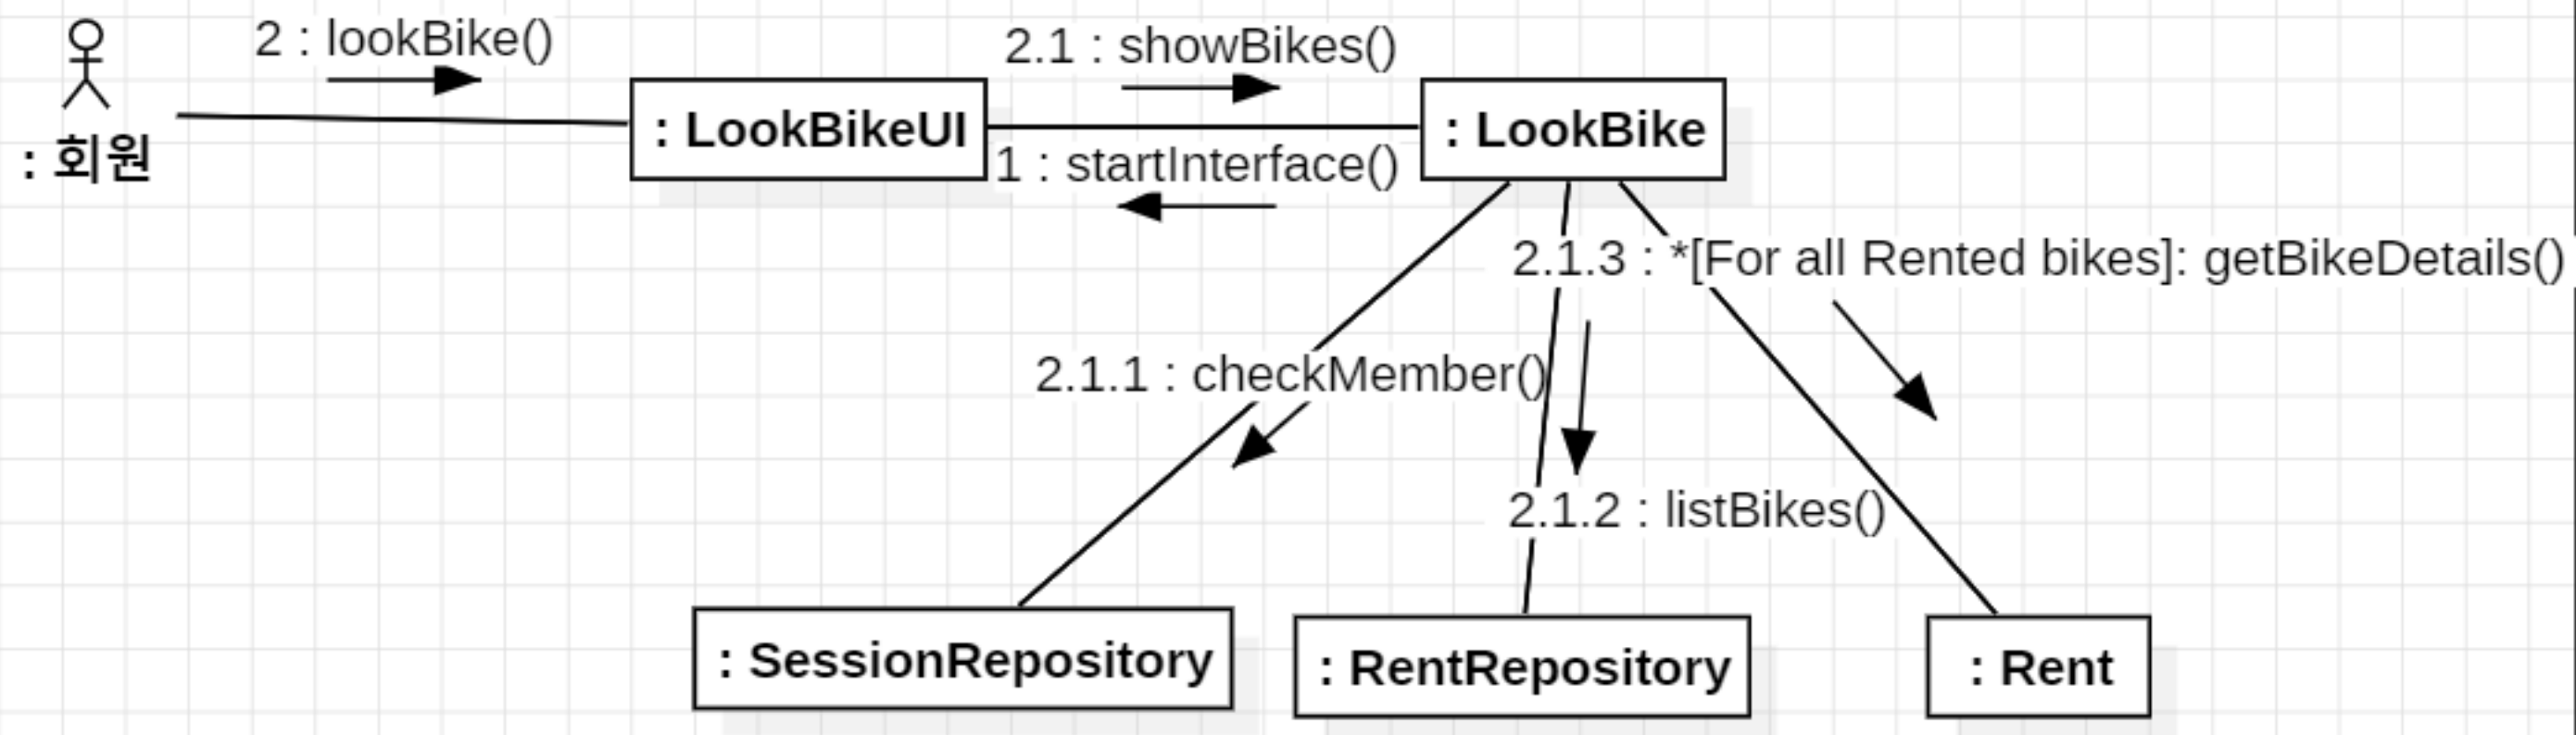 2 : lookBike()
2.1 : showBikes()
: LookBikeUI
: LookBike
: 회원
1 : startInterface()
2.1.3 : *[For all Rented bikes]: getBikeDetails()
2.1.1 : checkMember()
2.1.2 : listBikes()
: SessionRepository
: RentRepository
: Rent